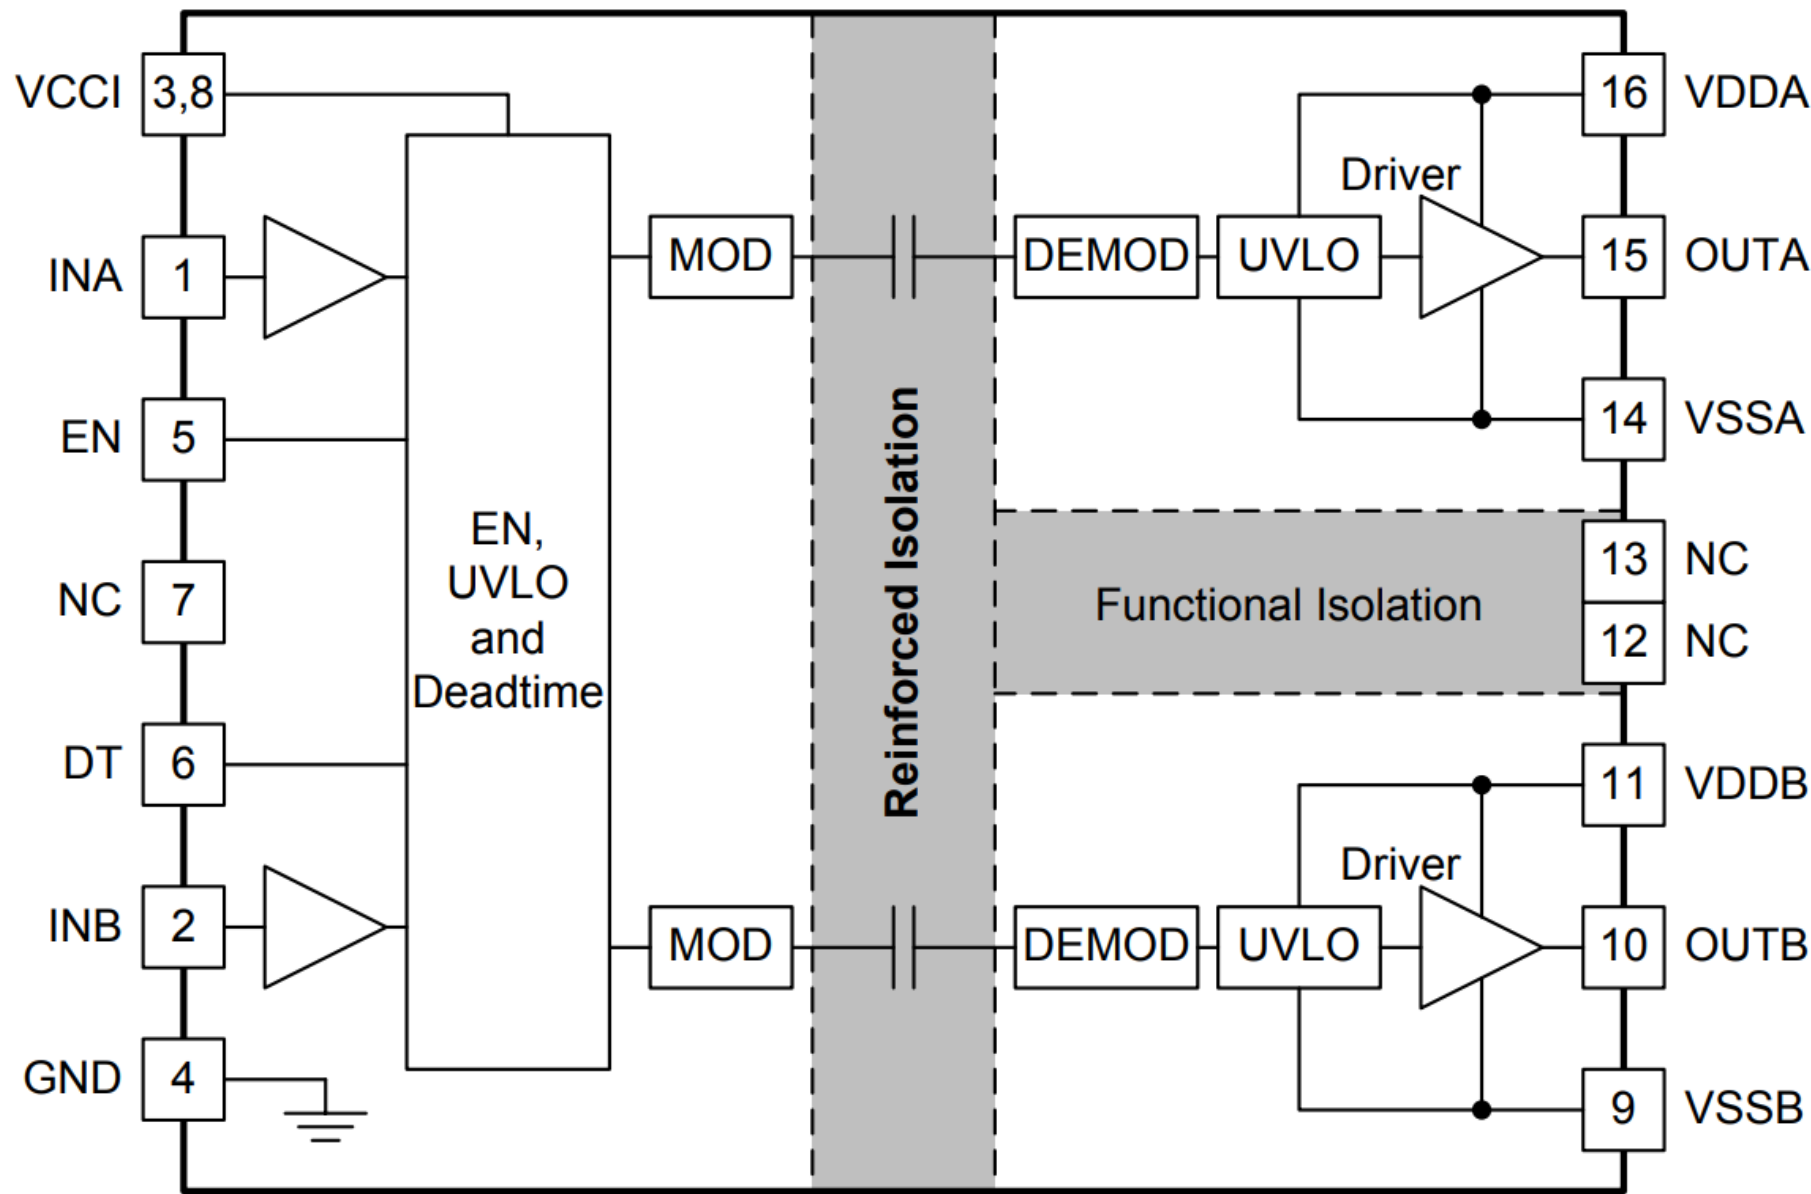 VCCI 3,8
INA 1
EN 5
NC 7
DT 6
INB 2
GND 4
EN,
UVLO
and
Deadtime
MOD
MOD
Reinforced Isolation
DEMOD UVLO
Driver
16 VDDA
15 OUTA
14 VSSA
Functional Isolation
13 NC
12 NC
DEMOD UVLO
Driver
11 VDDB
10 OUTB
9 VSSB